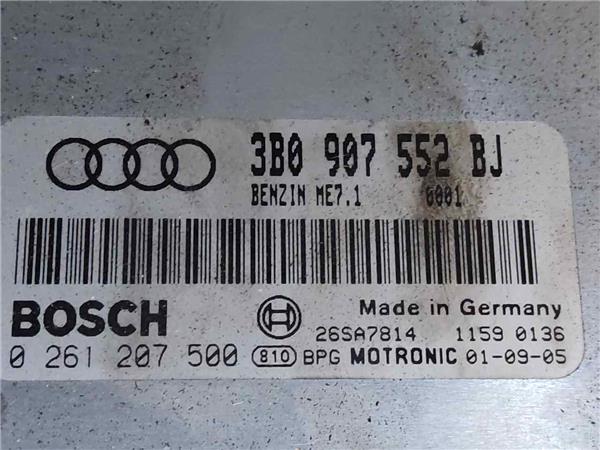 3B0 907 552 BJ
BENZIN ME7.1 0001
BOSCH
Made in Germany
26SA7814 1159 0136
0 261 207 500 810 BPG MOTRONIC 01-09-05